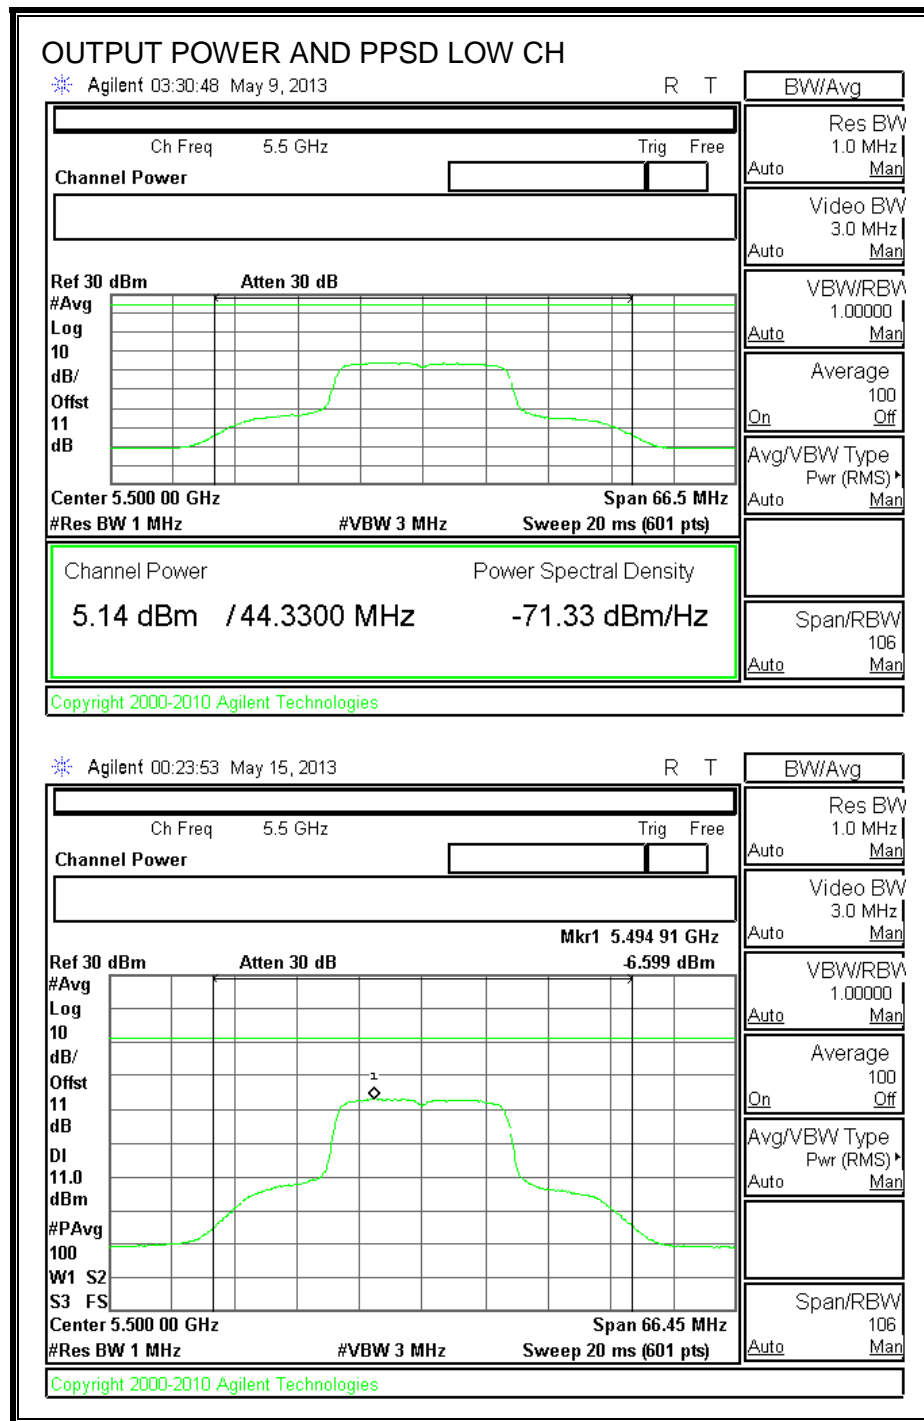 OUTPUT POWER AND PPSD LOW CH
Agilent 03:30:48 May 9, 2013 R T
BW/Avg
Ch Freq 5.5 GHz Trig Free
Channel Power
Res BW
1.0 MHz
Auto Man
Video BW
3.0 MHz
Auto Man
Ref 30 dBm Atten 30 dB
#Avg
Log
10
dB/
Offst
11
dB
VBW/RBW
1.00000
Auto Man
Average
100
On Off
Avg/VBW Type
Pwr (RMS)
Auto Man
Center 5.500 00 GHz Span 66.5 MHz
#Res BW 1 MHz #VBW 3 MHz Sweep 20 ms (601 pts)
Channel Power Power Spectral Density
5.14 dBm / 44.3300 MHz -71.33 dBm/Hz
Span/RBW
106
Auto Man
Copyright 2000-2010 Agilent Technologies
Agilent 00:23:53 May 15, 2013 R T
BW/Avg
Ch Freq 5.5 GHz Trig Free
Channel Power
Res BW
1.0 MHz
Auto Man
Video BW
3.0 MHz
Auto Man
Mkr1 5.494 91 GHz
Ref 30 dBm Atten 30 dB -6.599 dBm
#Avg
Log
10
dB/
Offst
11
dB
DI
11.0
dBm
#PAvg
100
W1 S2
S3 FS
1
VBW/RBW
1.00000
Auto Man
Average
100
On Off
Avg/VBW Type
Pwr (RMS)
Auto Man
Center 5.500 00 GHz Span 66.45 MHz
#Res BW 1 MHz #VBW 3 MHz Sweep 20 ms (601 pts)
Span/RBW
106
Auto Man
Copyright 2000-2010 Agilent Technologies